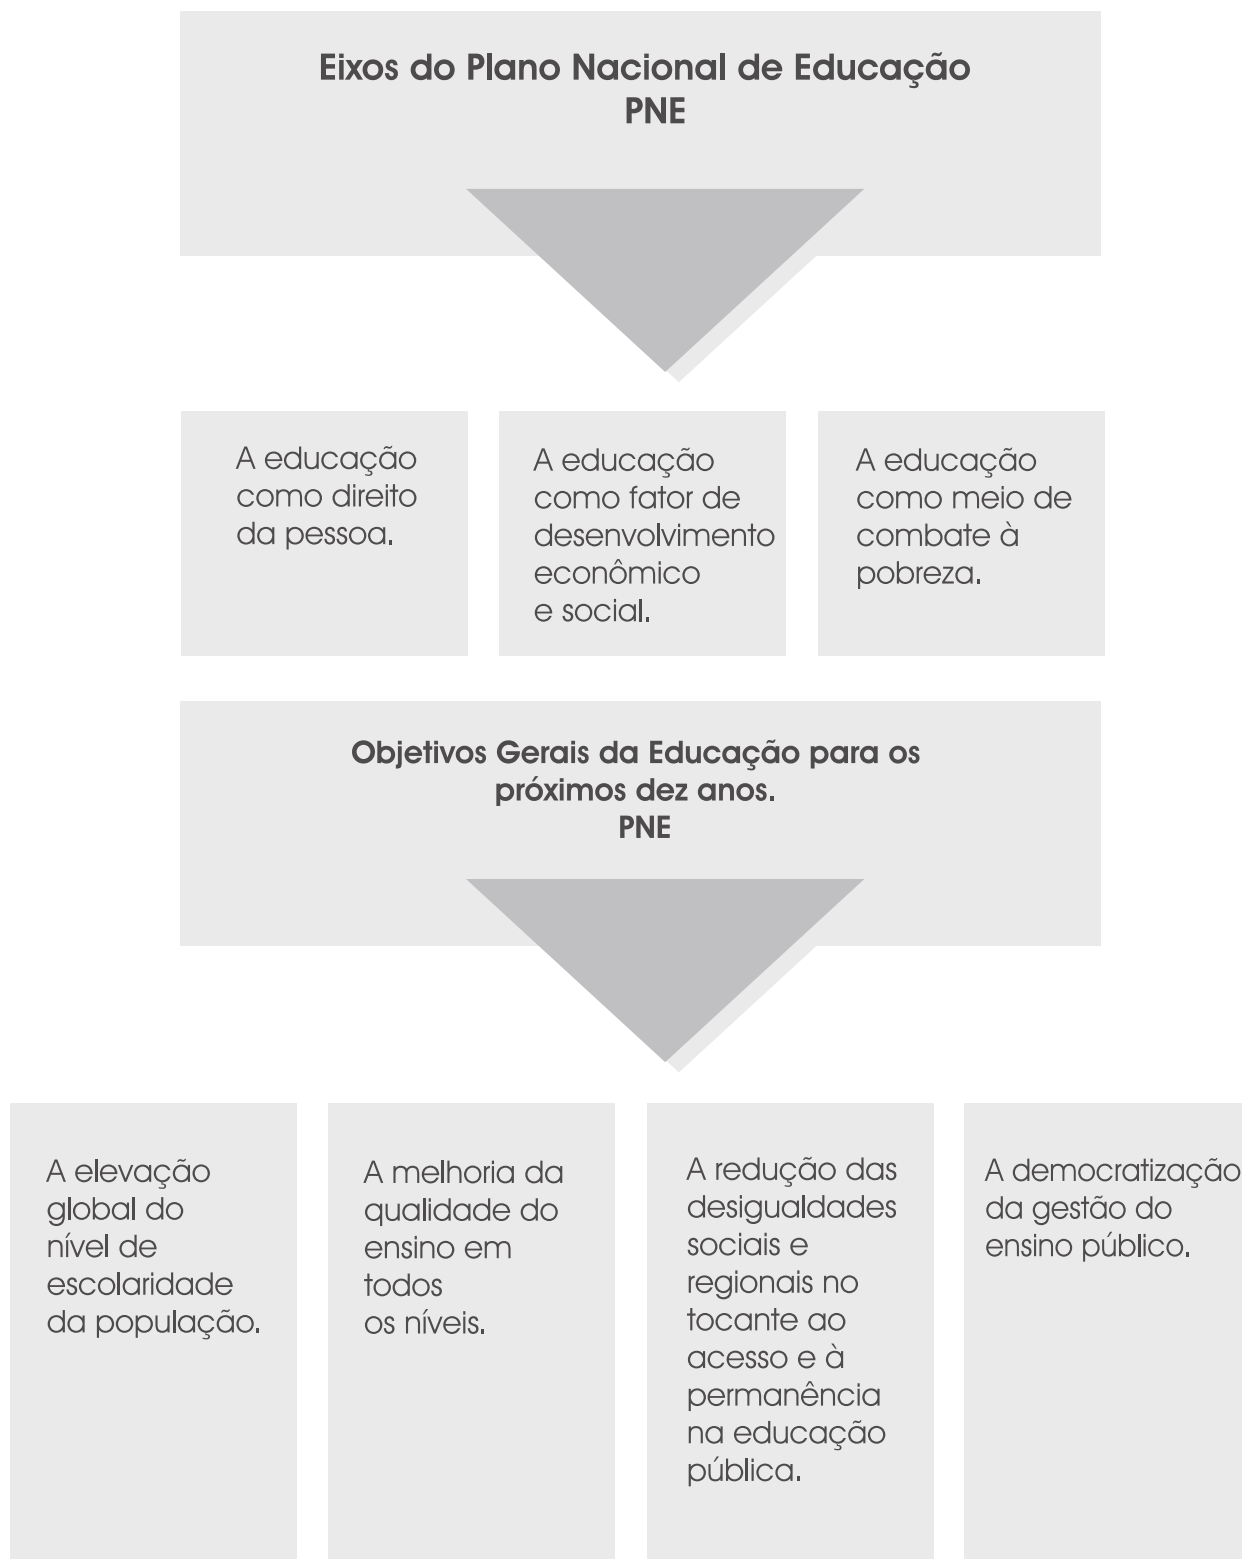 Eixos do Plano Nacional de Educação
PNE
A educação
como direito
da pessoa.
A educação
como fator de
desenvolvimento
econômico
e social.
A educação
como meio de
combate à
pobreza.
Objetivos Gerais da Educação para os
próximos dez anos.
PNE
A elevação
global do
nível de
escolaridade
da população.
A melhoria da
qualidade do
ensino em
todos
os níveis.
A redução das
desigualdades
sociais e
regionais no
tocante ao
acesso e à
permanência
na educação
pública.
A democratização
da gestão do
ensino público.